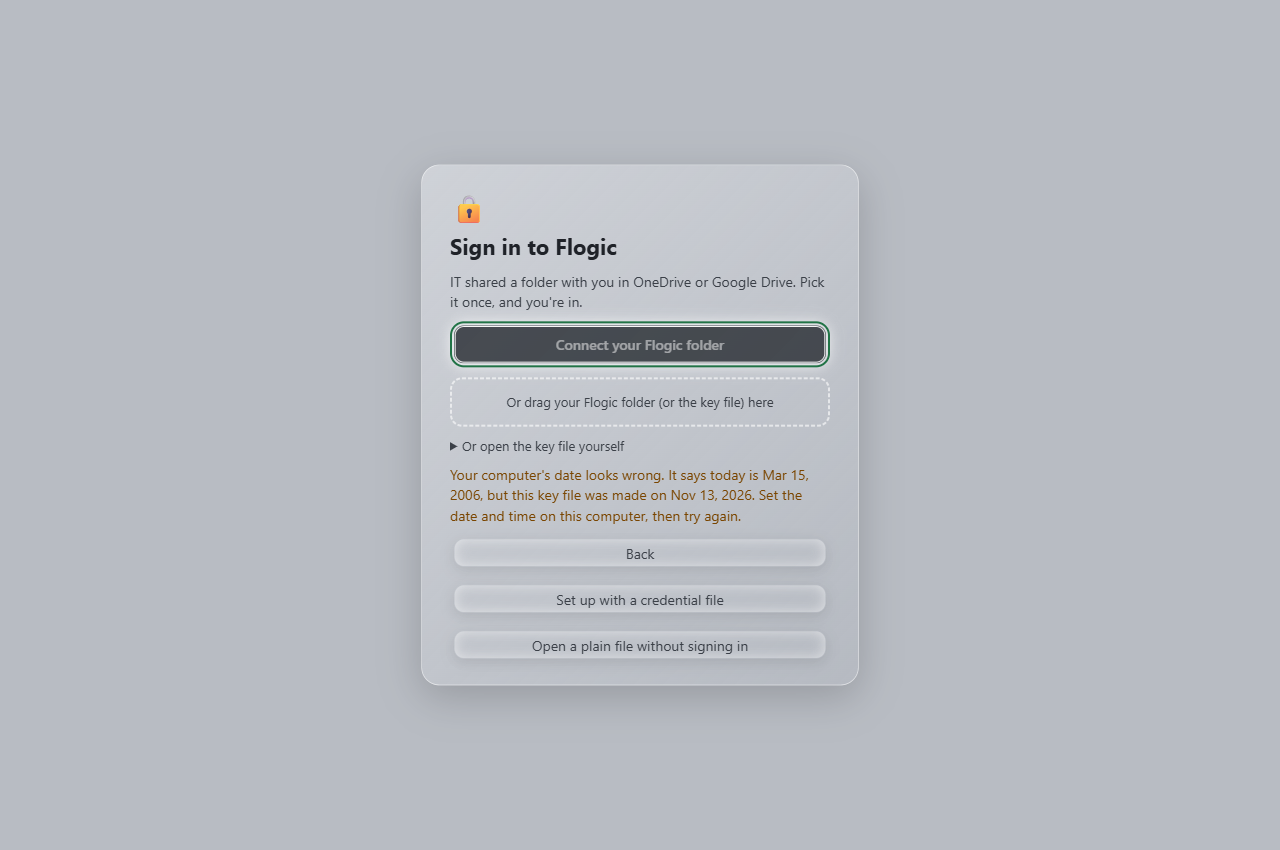 Sign in to Flogic
IT shared a folder with you in OneDrive or Google Drive. Pick
it once, and you're in.
Connect your Flogic folder
Or drag your Flogic folder (or the key file) here
Or open the key file yourself
Your computer's date looks wrong. It says today is Mar 15,
2006, but this key file was made on Nov 13, 2026. Set the
date and time on this computer, then try again.
Back
Set up with a credential file
Open a plain file without signing in